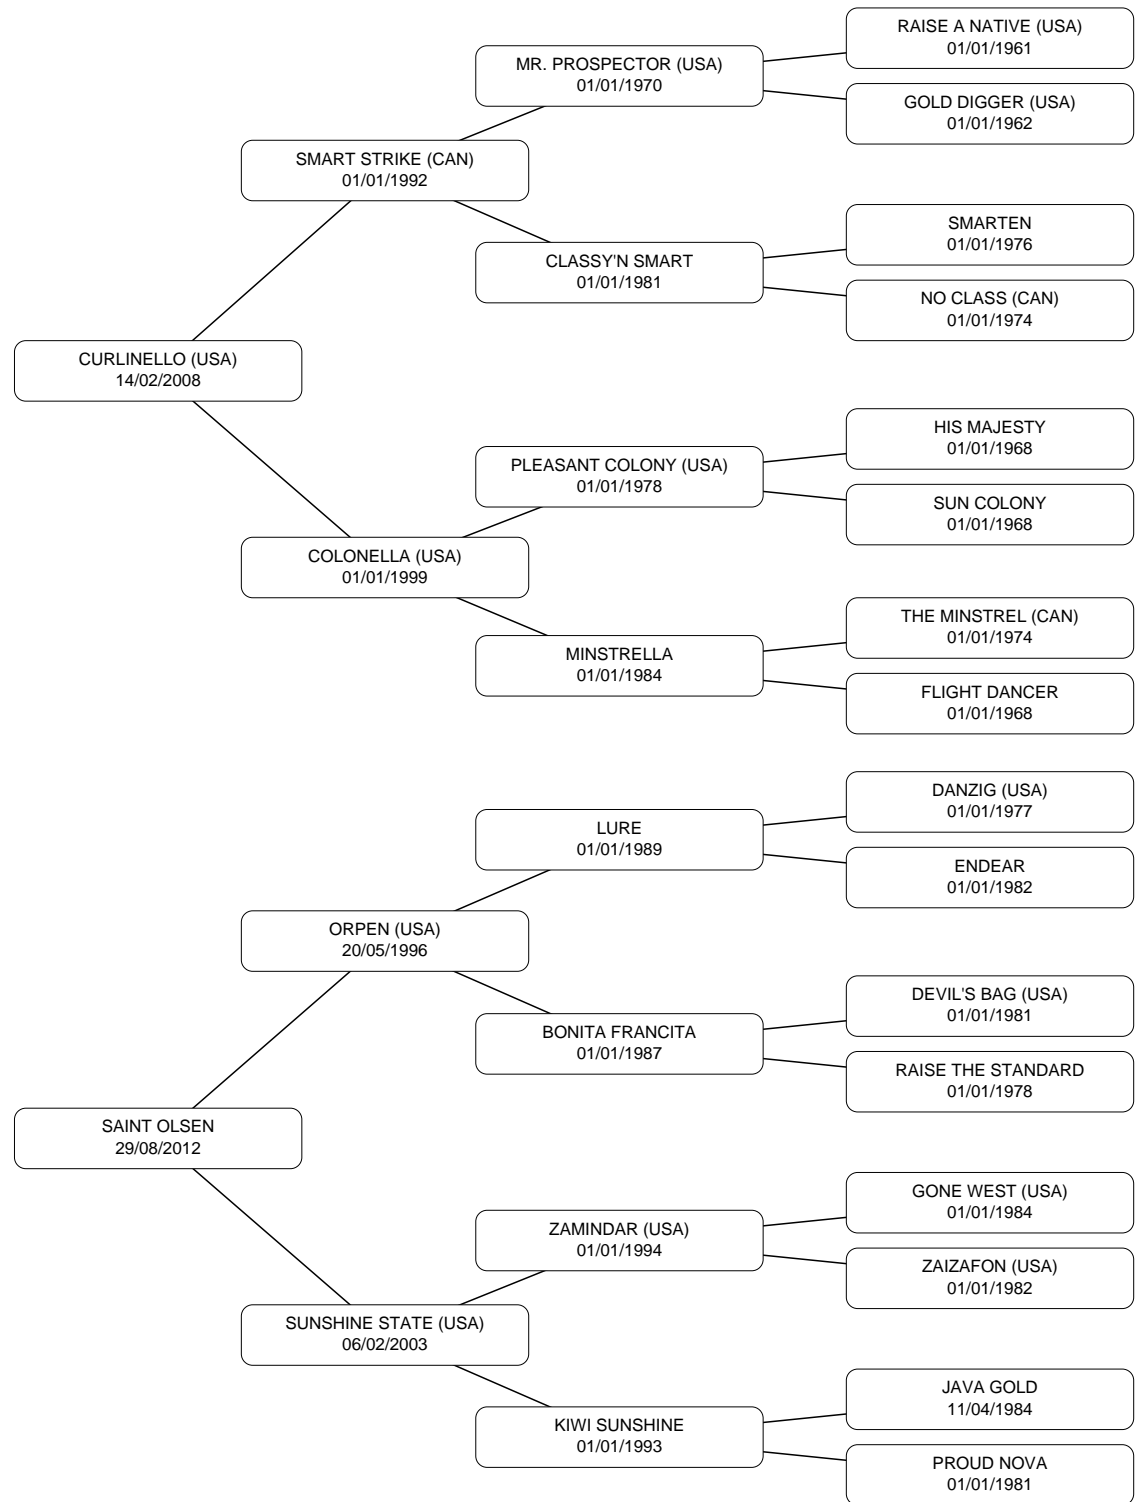 RAISE A NATIVE (USA)
01/01/1961
MR. PROSPECTOR (USA)
01/01/1970
GOLD DIGGER (USA)
01/01/1962
SMART STRIKE (CAN)
01/01/1992
SMARTEN
01/01/1976
CLASSY'N SMART
01/01/1981
NO CLASS (CAN)
01/01/1974
CURLINELLO (USA)
14/02/2008
HIS MAJESTY
01/01/1968
PLEASANT COLONY (USA)
01/01/1978
SUN COLONY
01/01/1968
COLONELLA (USA)
01/01/1999
THE MINSTREL (CAN)
01/01/1974
MINSTRELLA
01/01/1984
FLIGHT DANCER
01/01/1968
DANZIG (USA)
01/01/1977
LURE
01/01/1989
ENDEAR
01/01/1982
ORPEN (USA)
20/05/1996
DEVIL'S BAG (USA)
01/01/1981
BONITA FRANCITA
01/01/1987
RAISE THE STANDARD
01/01/1978
SAINT OLSEN
29/08/2012
GONE WEST (USA)
01/01/1984
ZAMINDAR (USA)
01/01/1994
ZAIZAFON (USA)
01/01/1982
SUNSHINE STATE (USA)
06/02/2003
JAVA GOLD
11/04/1984
KIWI SUNSHINE
01/01/1993
PROUD NOVA
01/01/1981